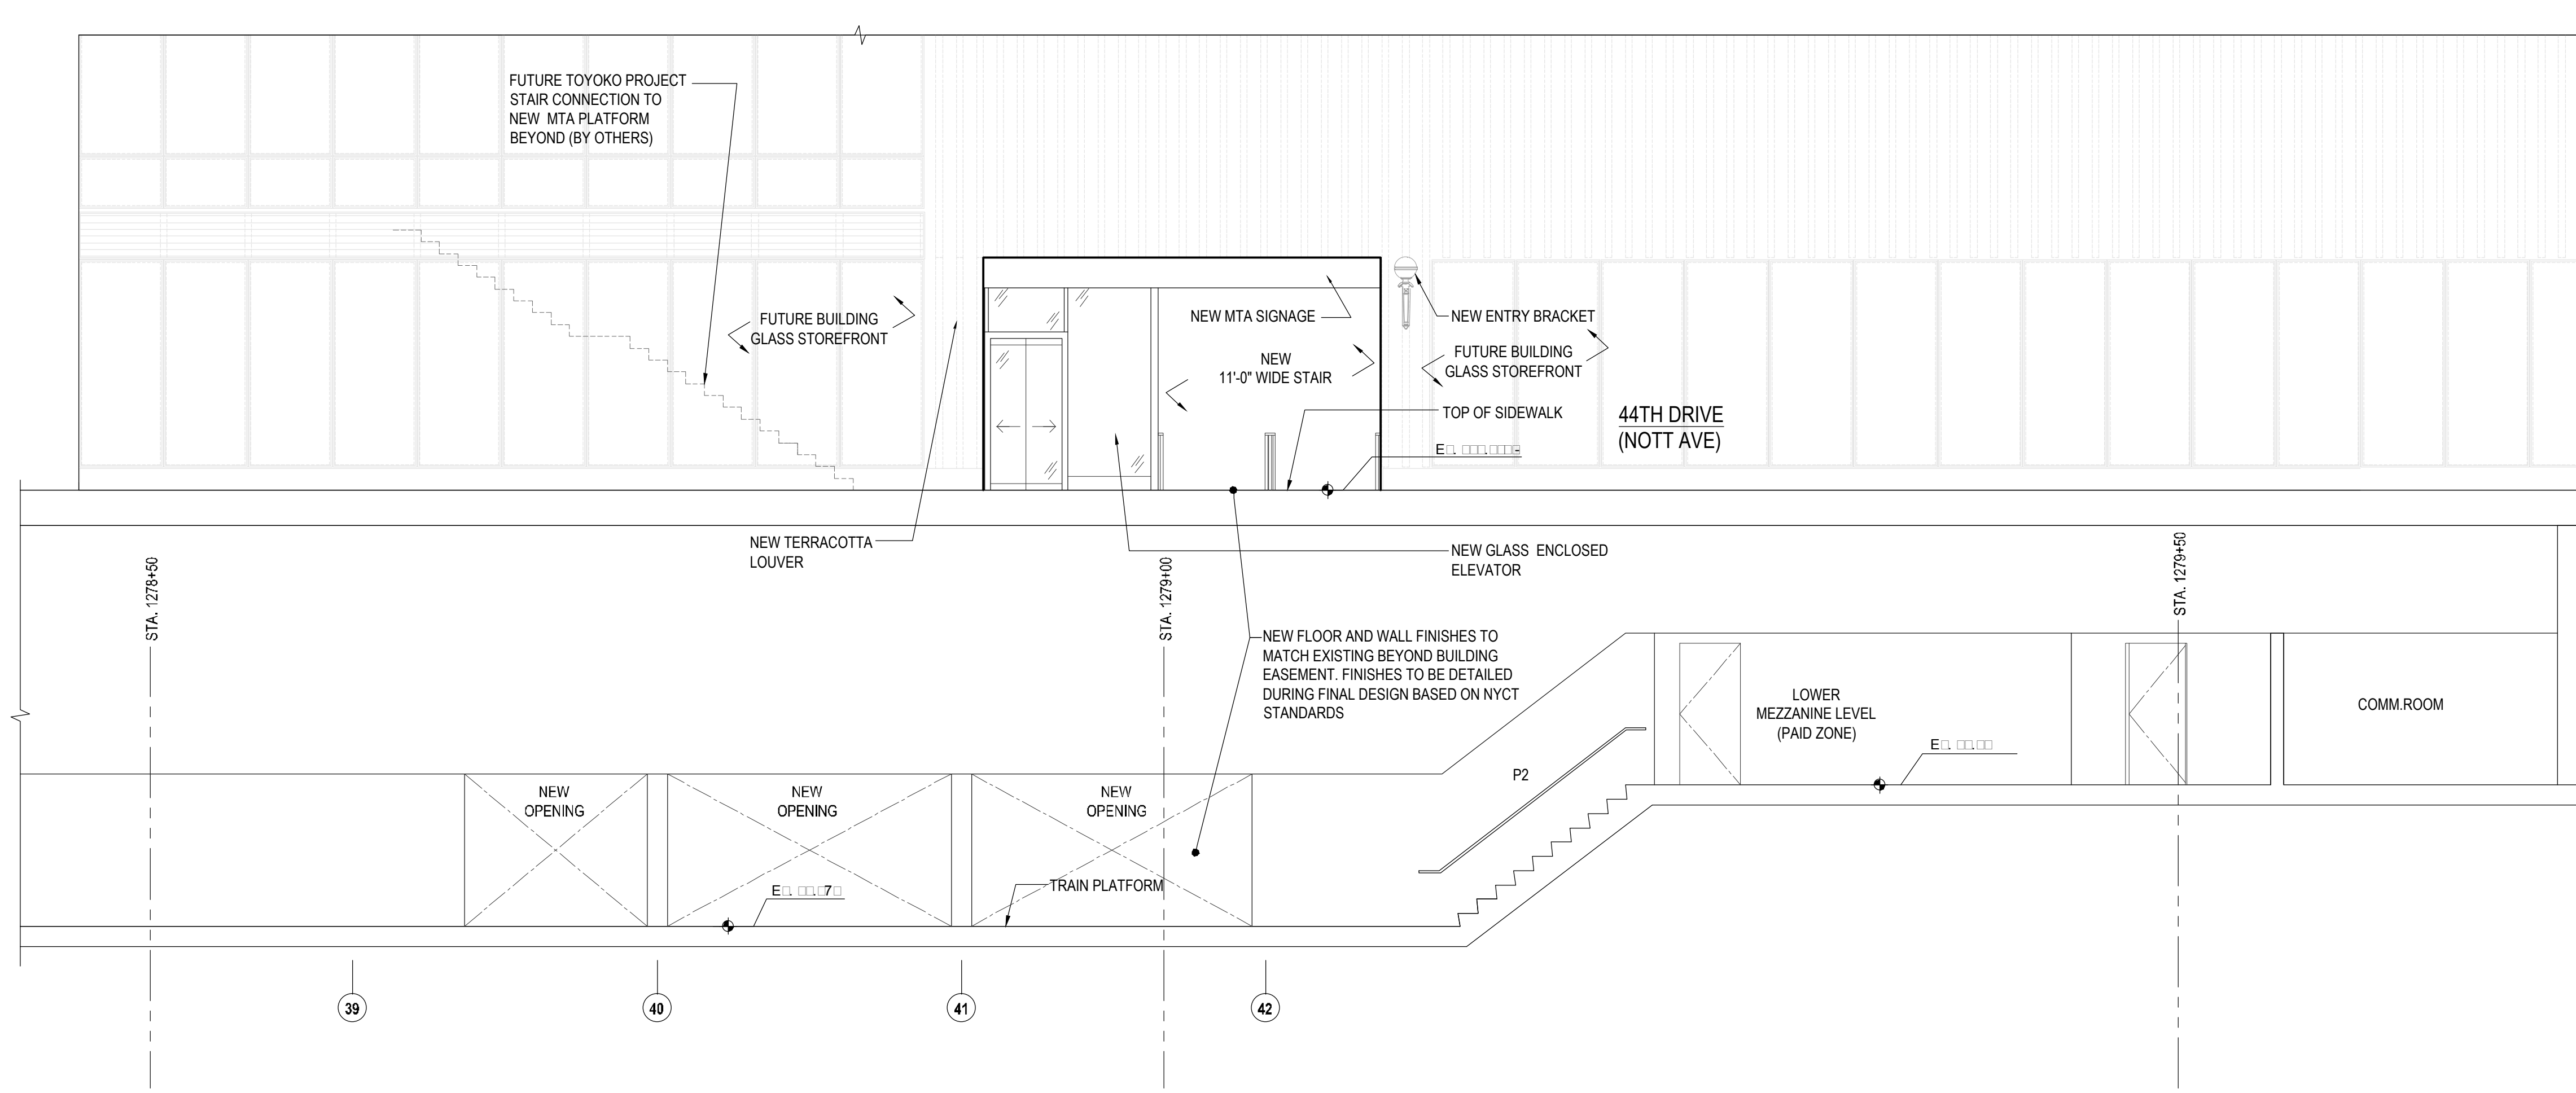 FUTURE TOYOKO PROJECT
STAIR CONNECTION TO
NEW MTA PLATFORM
BEYOND (BY OTHERS)
FUTURE BUILDING
GLASS STOREFRONT
NEW MTA SIGNAGE
NEW ENTRY BRACKET
NEW
11'-0" WIDE STAIR
FUTURE BUILDING
GLASS STOREFRONT
TOP OF SIDEWALK
44TH DRIVE
(NOTT AVE)
NEW TERRACOTTA
LOUVER
NEW GLASS ENCLOSED
ELEVATOR
STA. 1278+50
STA. 1279+00
STA. 1279+50
NEW FLOOR AND WALL FINISHES TO
MATCH EXISTING BEYOND BUILDING
EASEMENT. FINISHES TO BE DETAILED
DURING FINAL DESIGN BASED ON NYCT
STANDARDS
LOWER
MEZZANINE LEVEL
(PAID ZONE)
COMM.ROOM
P2
NEW
OPENING
NEW
OPENING
NEW
OPENING
TRAIN PLATFORM
39
40
41
42